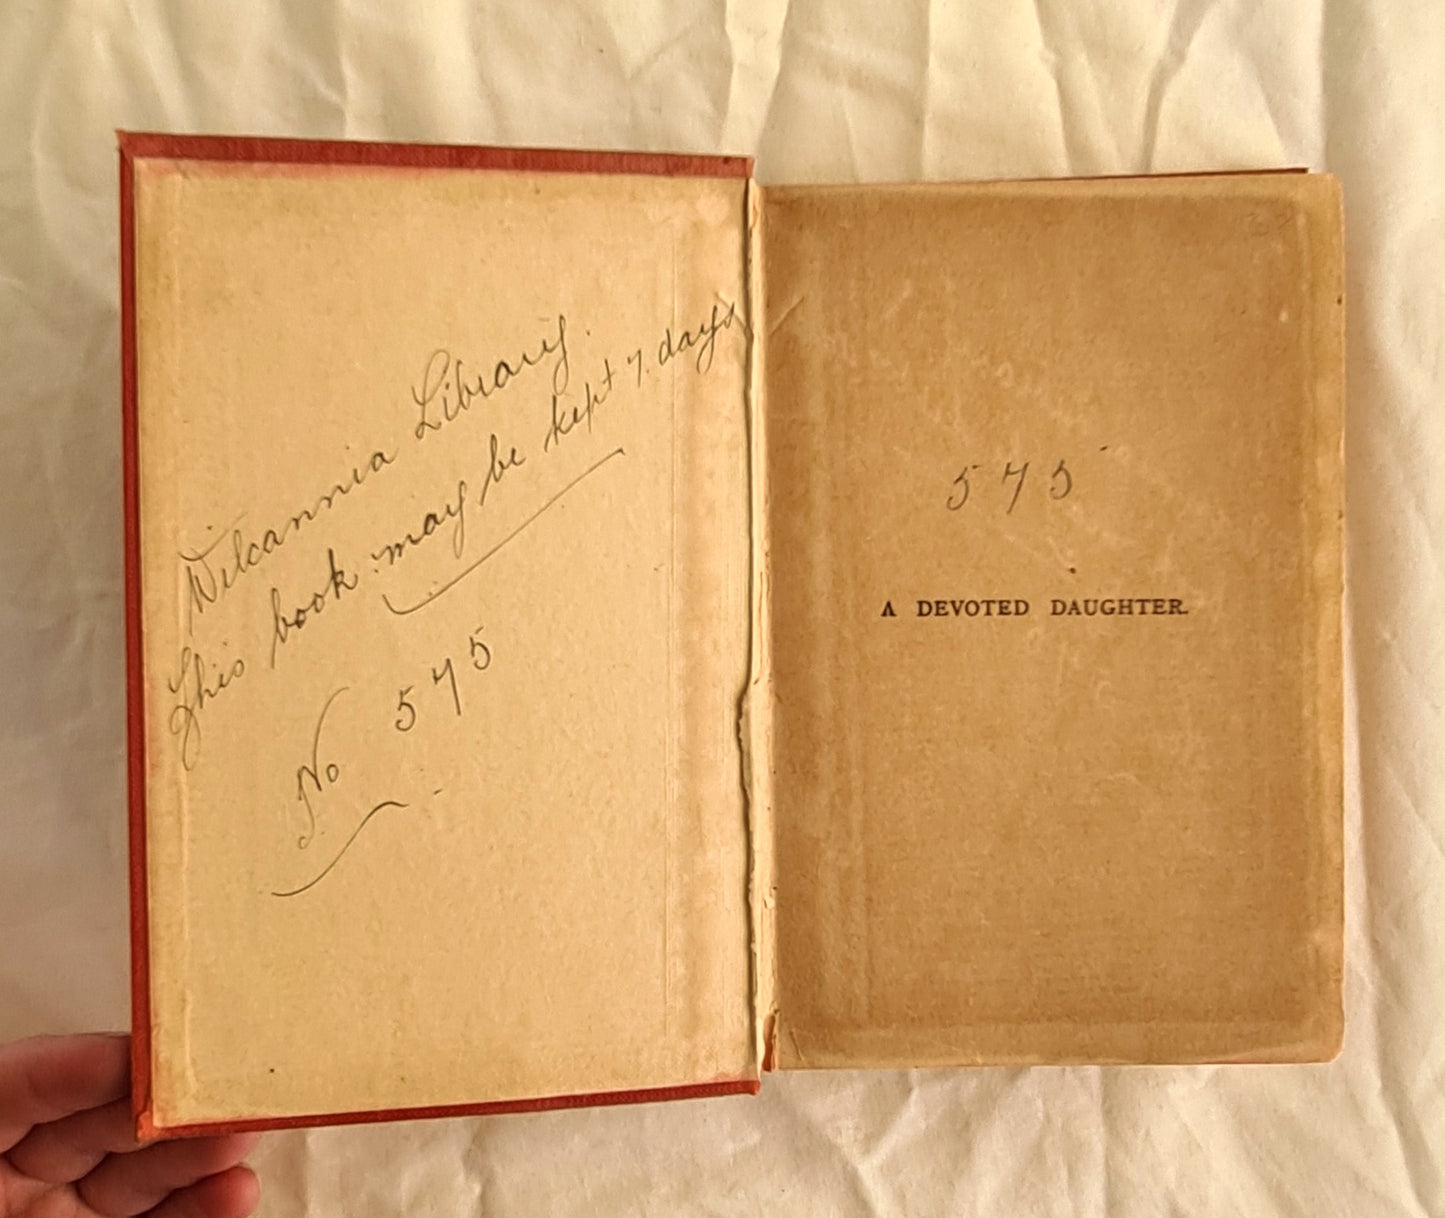 Wilcannia Library.
This book may be kept 7. days
No 575
575
A DEVOTED DAUGHTER.